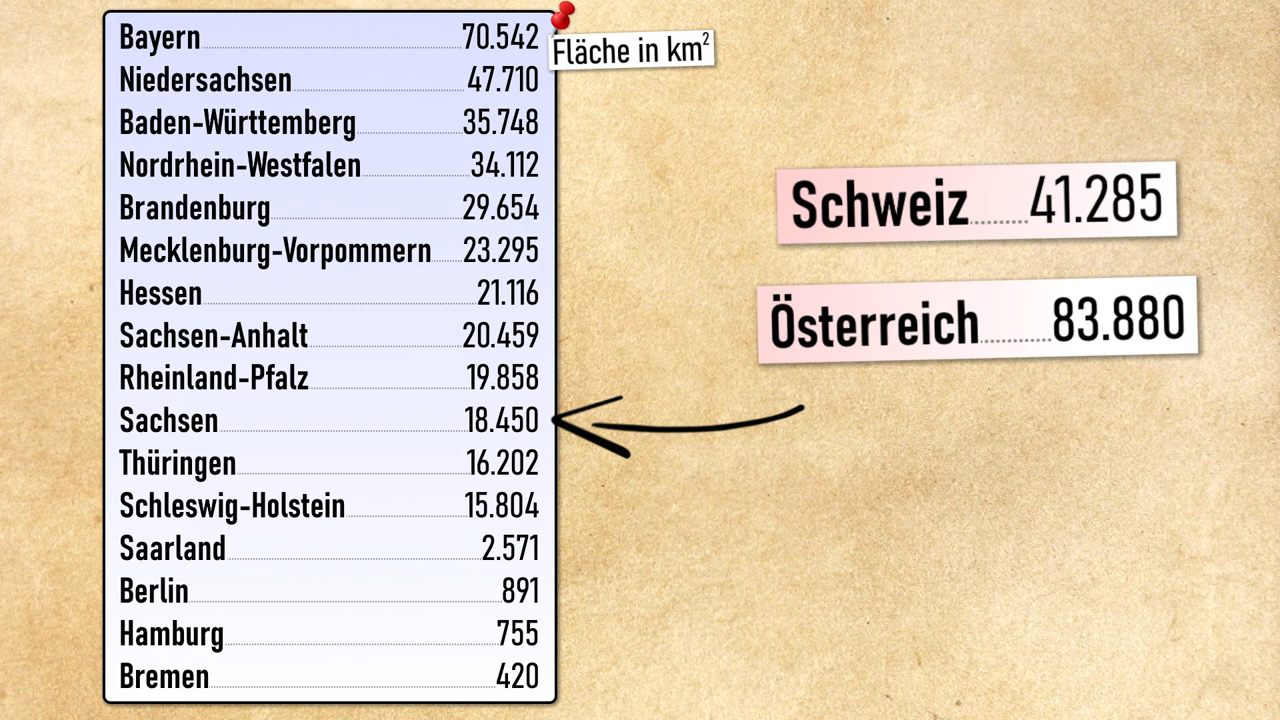 Bayern 70.542
Fläche in km²
Niedersachsen 47.710
Baden-Württemberg 35.748
Nordrhein-Westfalen 34.112
Brandenburg 29.654
Mecklenburg-Vorpommern 23.295
Hessen 21.116
Sachsen-Anhalt 20.459
Rheinland-Pfalz 19.858
Sachsen 18.450
Thüringen 16.202
Schleswig-Holstein 15.804
Saarland 2.571
Berlin 891
Hamburg 755
Bremen 420
Schweiz 41.285
Österreich 83.880